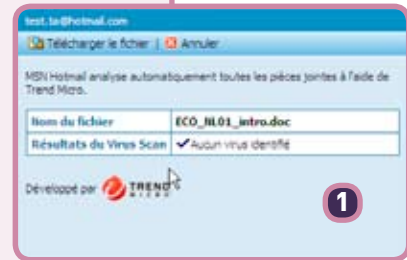 test.ta@hotmail.com
Télécharger le fichier | Annuler
MSN Hotmail analyse automatiquement toutes les pièces jointes à l'aide de
Trend Micro.
Nom du fichier ECO_NL01_intro.doc
Résultats du Virus Scan ✓Aucun virus identifié
Développé par TREND MICRO
1